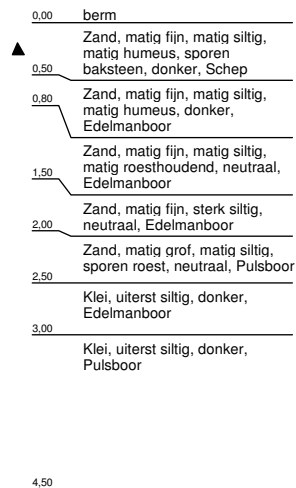 0,00 berm
Zand, matig fijn, matig siltig,
matig humeus, sporen
0,50 baksteen, donker, Schep
0,80 Zand, matig fijn, matig siltig,
matig humeus, donker,
Edelmanboor
Zand, matig fijn, matig siltig,
matig roesthoudend, neutraal,
1,50 Edelmanboor
Zand, matig fijn, sterk siltig,
2,00 neutraal, Edelmanboor
Zand, matig grof, matig siltig,
sporen roest, neutraal, Pulsboor
2,50
Klei, uiterst siltig, donker,
Edelmanboor
3,00
Klei, uiterst siltig, donker,
Pulsboor
4,50